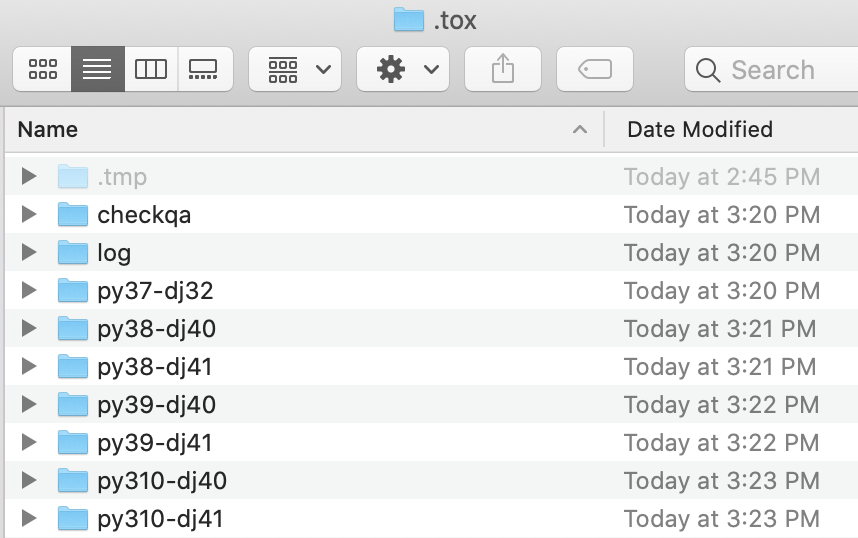 .tox
Search
Name Date Modified
.tmp Today at 2:45 PM
checkqa Today at 3:20 PM
log Today at 3:20 PM
py37-dj32 Today at 3:20 PM
py38-dj40 Today at 3:21 PM
py38-dj41 Today at 3:21 PM
py39-dj40 Today at 3:22 PM
py39-dj41 Today at 3:22 PM
py310-dj40 Today at 3:23 PM
py310-dj41 Today at 3:23 PM